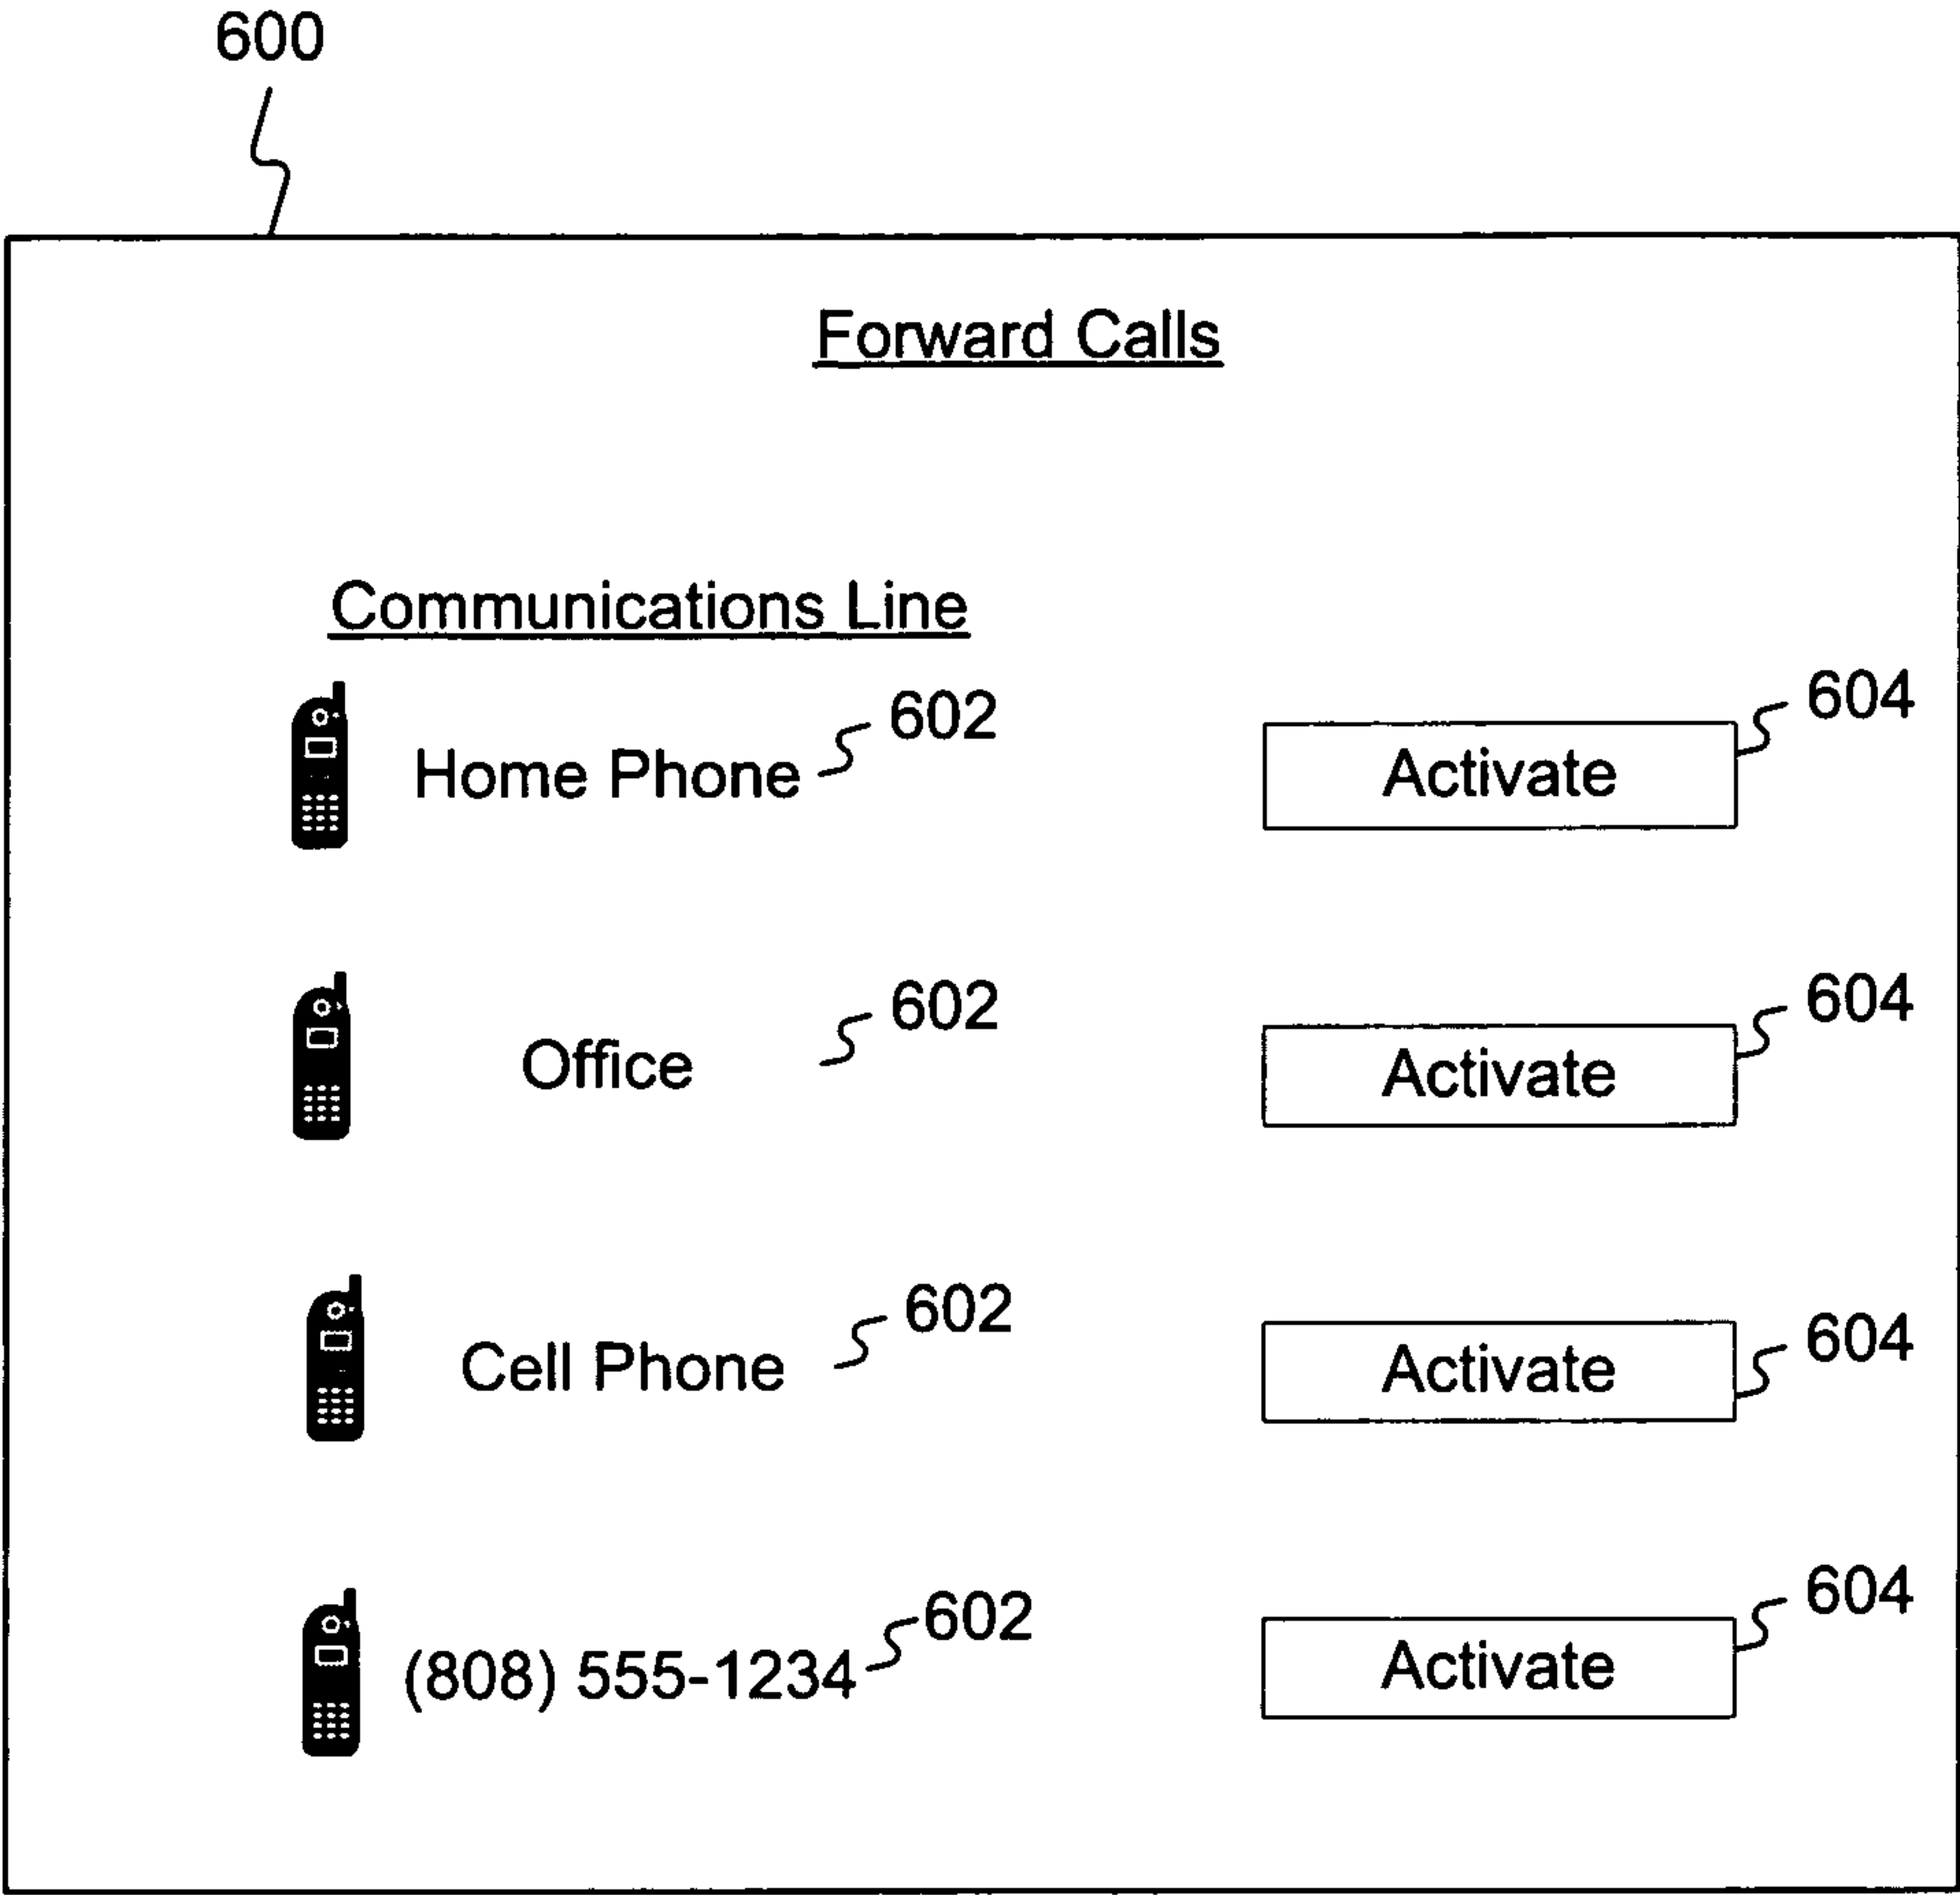 600
Forward Calls
Communications Line
602
604
Home Phone
Activate
602
604
Office
Activate
602
604
Cell Phone
Activate
602
604
(808) 555-1234
Activate